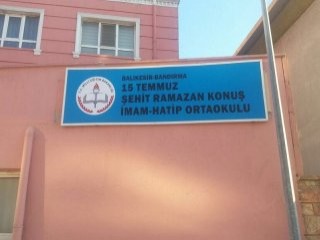 BALIKESİR-BANDIRMA
15 TEMMUZ
ŞEHİT RAMAZAN KONUŞ
İMAM-HATİP ORTAOKULU